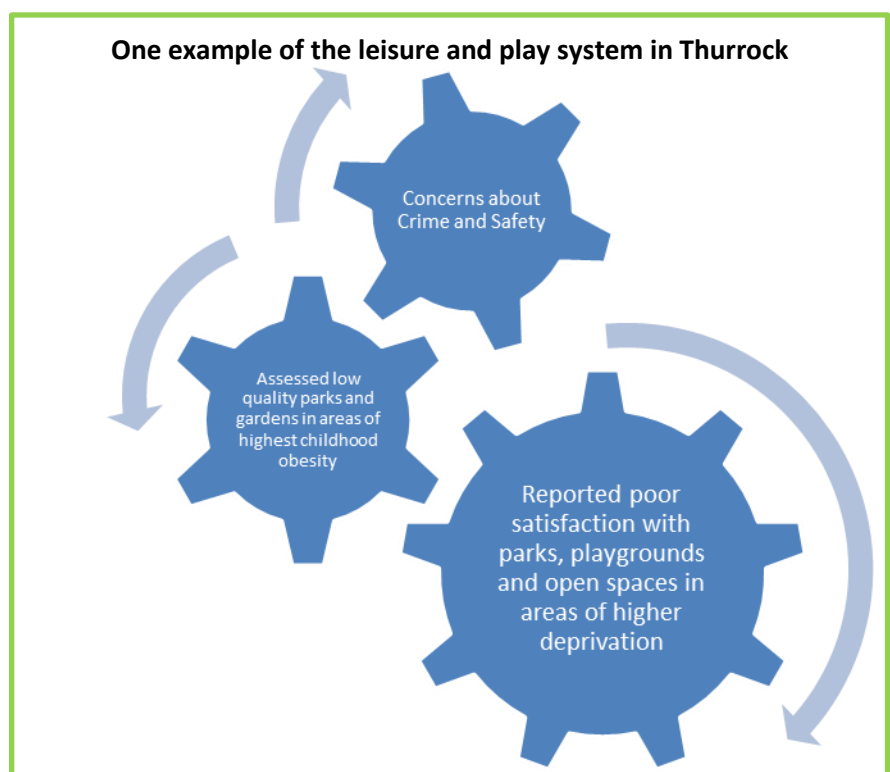 One example of the leisure and play system in Thurrock
Concerns about
Crime and Safety
Assessed low
quality parks and
gardens in areas of
highest childhood
obesity
Reported poor
satisfaction with
parks, playgrounds
and open spaces in
areas of higher
deprivation